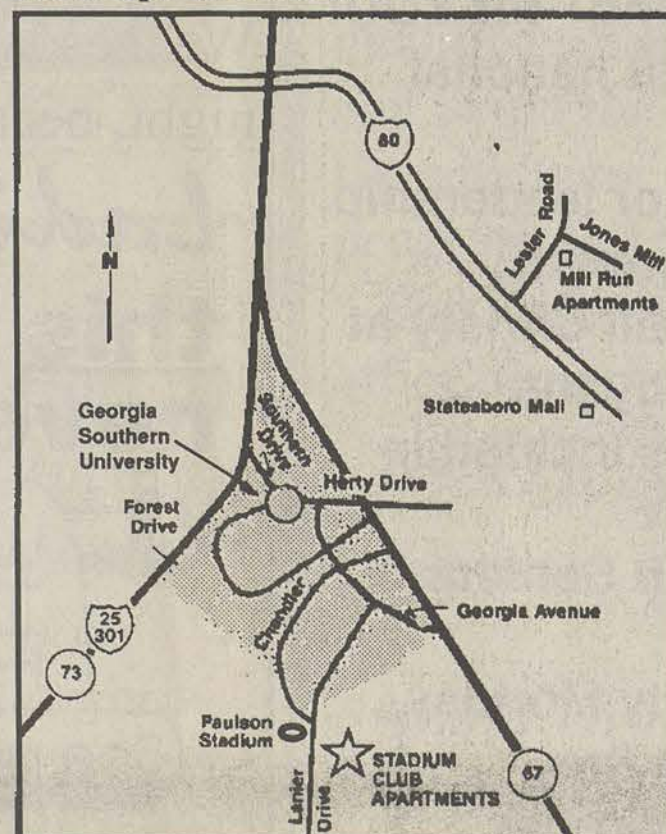 80
Lester Road
Jones Mill
Mill Run
Apartments
N
Statesboro Mall
Georgia
Southern
University
Southern
Drive
Herty Drive
Forest
Drive
25
301
73
Chandler
Georgia Avenue
Paulson
Stadium
STADIUM
CLUB
APARTMENTS
Lanier
Drive
67